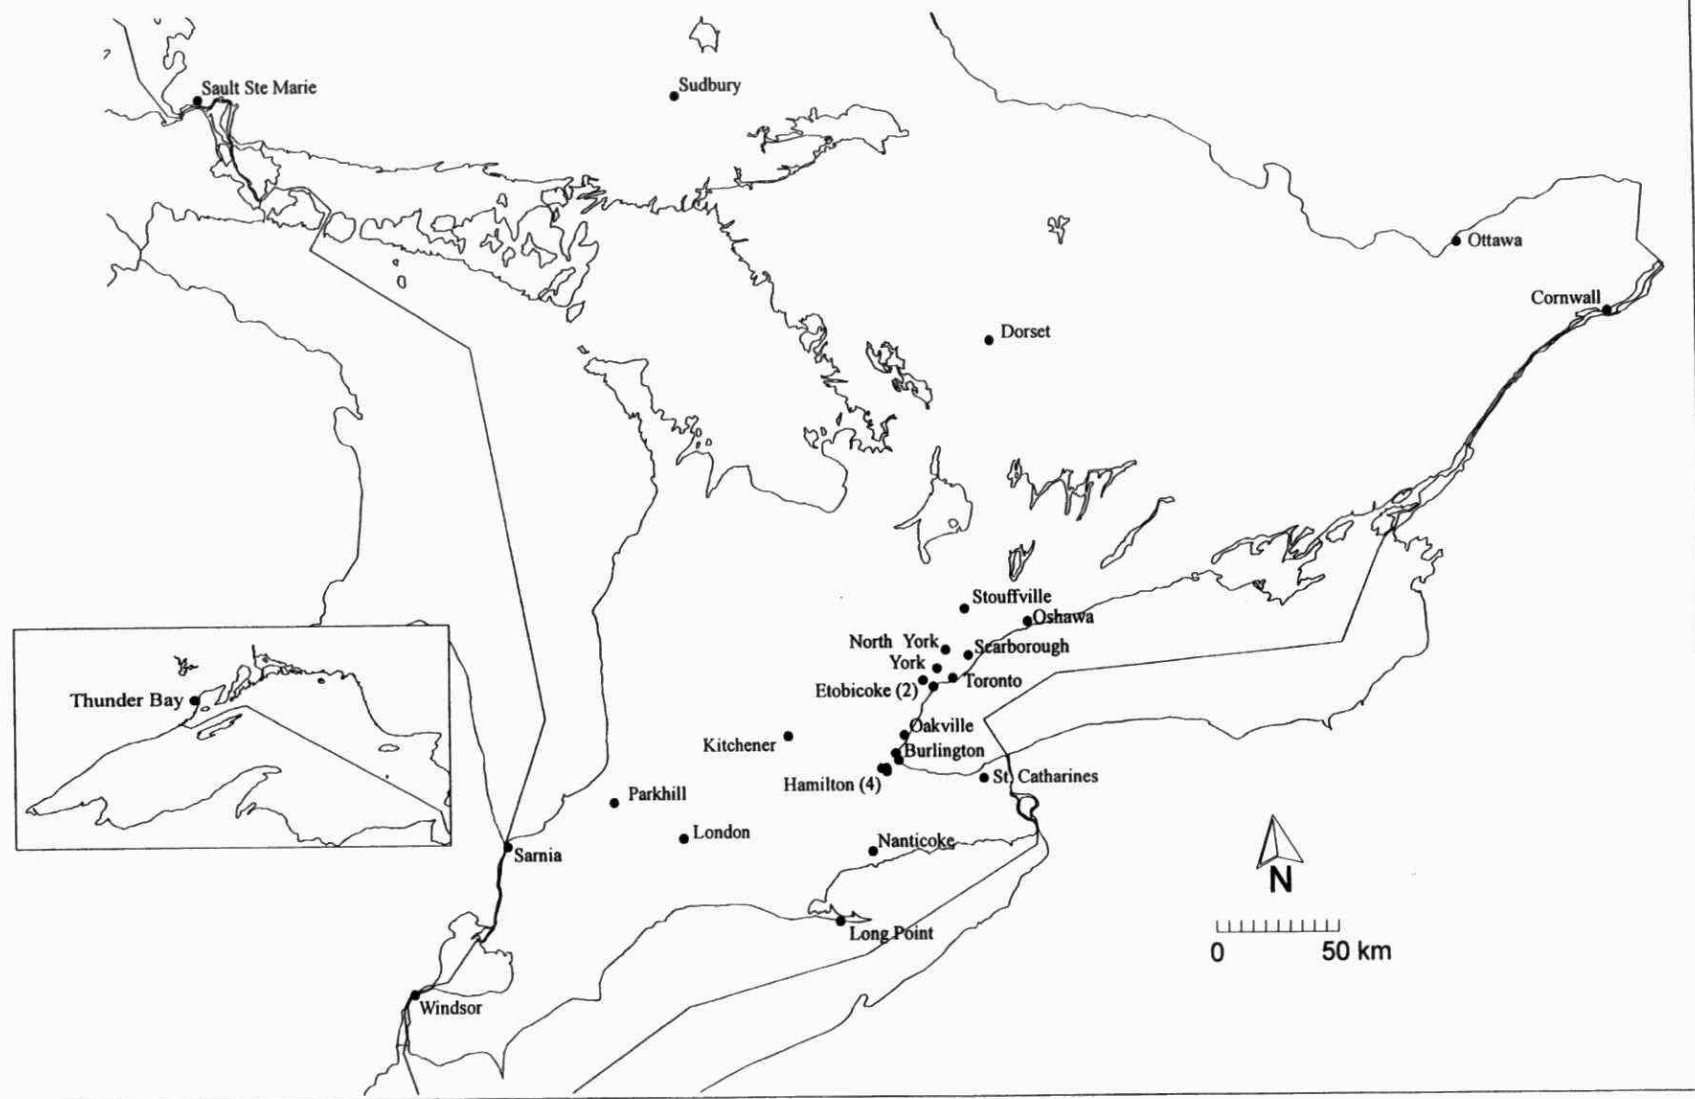 Sault Ste Marie
Sudbury
Ottawa
Cornwall
Dorset
Stouffville
Oshawa
North York
Scarborough
York
Thunder Bay
Etobicoke (2)
Toronto
Oakville
Kitchener
Burlington
St. Catharines
Hamilton (4)
Parkhill
London
Nanticoke
Sarnia
N
Long Point
0 50 km
Windsor